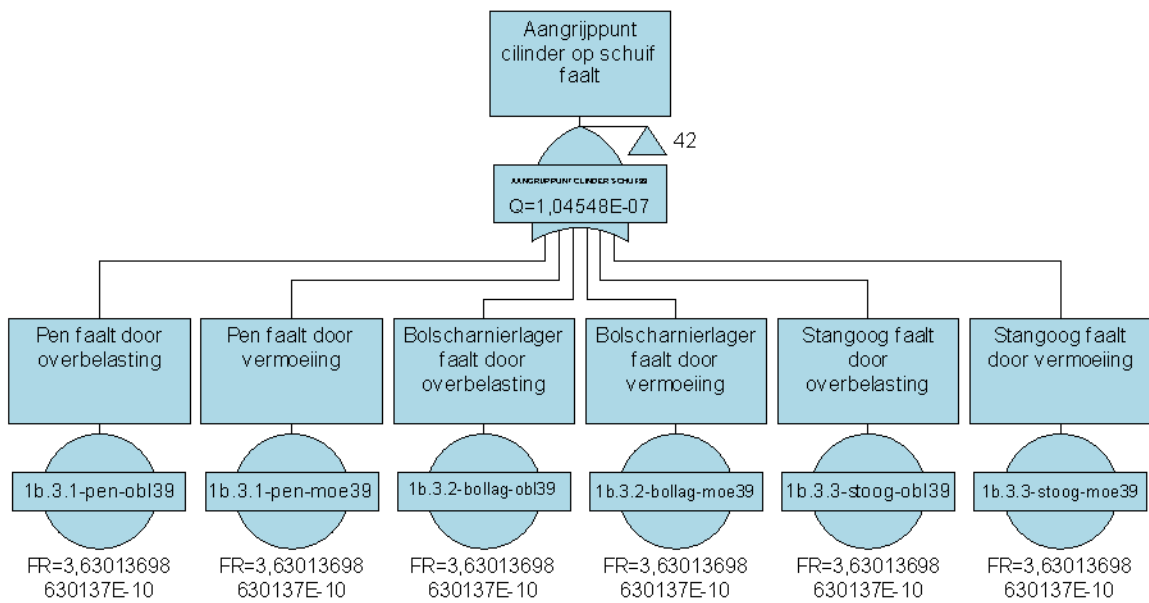 Aangrijppunt
cilinder op schuif
faalt
42
Q=1,04548E-07
Pen faalt door
overbelasting
Pen faalt door
vermoeiing
Bolscharnierlager
faalt door
overbelasting
Bolscharnierlager
faalt door
vermoeiing
Stangoog faalt
door
overbelasting
Stangoog faalt
door vermoeiing
1b.3.1-pen-obl39
1b.3.1-pen-moe39
1b.3.2-bollag-obl39
1b.3.2-bollag-moe39
1b.3.3-stoog-obl39
1b.3.3-stoog-moe39
FR=3,63013698
630137E-10
FR=3,63013698
630137E-10
FR=3,63013698
630137E-10
FR=3,63013698
630137E-10
FR=3,63013698
630137E-10
FR=3,63013698
630137E-10